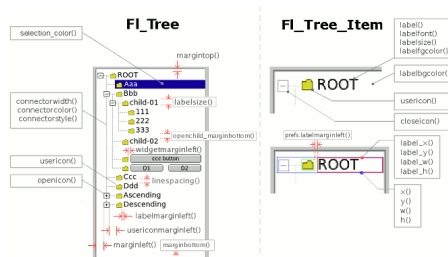 Fl_Tree
selection_color()
margintop()
ROOT
Aaa
Bbb
child-01
labelsize()
111
222
333
openchild_marginbottom()
child-02
widgetmarginleft()
ccc button
D1 D2
connectorwidth()
connectorcolor()
connectorstyle()
usericon()
openicon()
Ccc
Ddd
linespacing()
Ascending
Descending
labelmarginleft()
usericonmarginleft()
marginleft()
marginbottom()
Fl_Tree_Item
label()
labelfont()
labelsize()
labelfgcolor()
ROOT
labelbgcolor()
usericon()
closeicon()
prefs.labelmarginleft()
ROOT
label_x()
label_y()
label_w()
label_h()
x()
y()
w()
h()